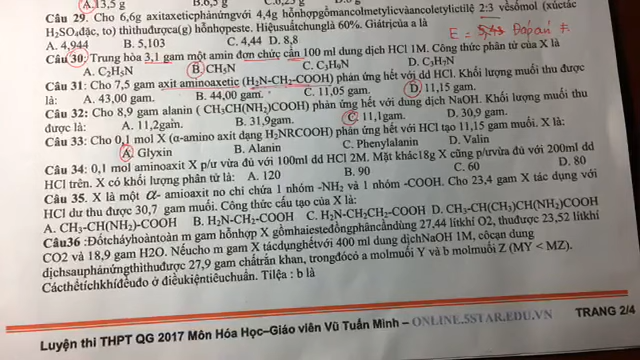 A. 13,5 g B.6,5 g
Câu 29. Cho 6,6g axitaxeticphảnứngvới 4,4g hỗnhợpgồmancolmetylicvàancoletylictilệ 2:3 vềsốmol (xúctác
H₂SO₄đặc, to) thìthuđượca(g) hỗnhợpeste. Hiệusuấtchunglà 60%. Giátrịcủa a là
A. 4,944 B. 5,103 C. 4,44 D. 8,8
E = 5,43 Đáp án
Câu 30: Trung hòa 3,1 gam một amin đơn chức cần 100 ml dung dịch HCl 1M. Công thức phân tử của X là
A. C₂H₅N B. CH₅N C. C₃H₉N D. C₃H₇N
Câu 31: Cho 7,5 gam axit aminoaxetic (H₂N-CH₂-COOH) phản ứng hết với dd HCl. Khối lượng muối thu được
là: A. 43,00 gam. B. 44,00 gam. C. 11,05 gam. D. 11,15 gam.
Câu 32: Cho 8,9 gam alanin ( CH₃CH(NH₂)COOH) phản ứng hết với dung dịch NaOH. Khối lượng muối thu
được là: A. 11,2gam. B. 31,9gam. C. 11,1gam. D. 30,9 gam.
Câu 33: Cho 0,1 mol X (α-amino axit dạng H₂NRCOOH) phản ứng hết với HCl tạo 11,15 gam muối. X là:
A. Glyxin B. Alanin C. Phenylalanin D. Valin
Câu 34: 0,1 mol aminoaxit X p/ư vừa đủ với 100ml dd HCl 2M. Mặt khác18g X cũng p/ưvừa đủ với 200ml dd
HCl trên. X có khối lượng phân tử là: A. 120 B. 90 C. 60 D. 80
Câu 35. X là một α- amioaxit no chỉ chứa 1 nhóm -NH₂ và 1 nhóm -COOH. Cho 23,4 gam X tác dụng với
HCl dư thu được 30,7 gam muối. Công thức cấu tạo của X là:
A. CH₃-CH(NH₂)-COOH B. H₂N-CH₂-COOH C. H₂N-CH₂CH₂-COOH D. CH₃-CH(CH₃)CH(NH₂)COOH
Câu36 :Đốtcháyhoàntoàn m gam hỗnhợp X gồmhaiestedồngphâncầndùng 27,44 lítkhí O2, thuđược 23,52 lítkhí
CO2 và 18,9 gam H2O. Nếucho m gam X tácdụnghếtvới 400 ml dung dịchNaOH 1M, côcạn dung
dịchsauphảnứngthìthuđược 27,9 gam chấtrắn khan, trongđócó a molmuối Y và b molmuối Z (MY < MZ).
Cácthểtíchkhíđềuđo ở điềukiệntiêuchuẩn. Tilệa : b là
Luyện thi THPT QG 2017 Môn Hóa Học–Giáo viên Vũ Tuấn Minh – ONLINE.5STAR.EDU.VN TRANG 2/4